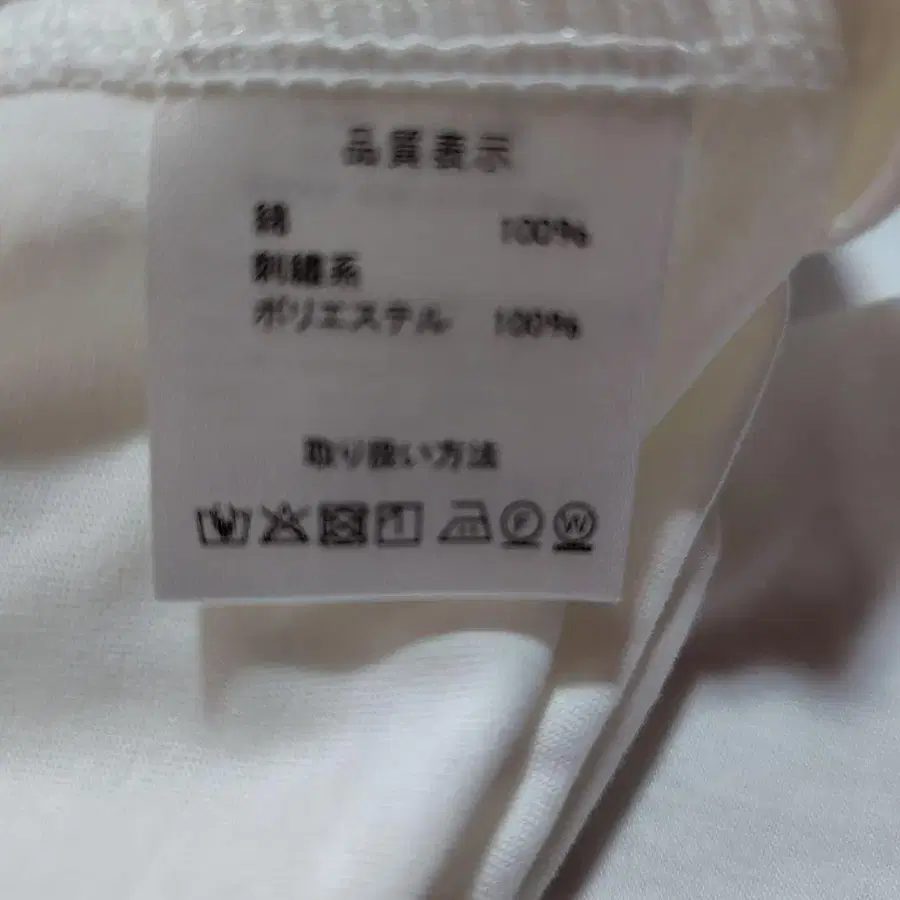 品質表示
綿 100%
刺繍糸
ポリエステル 100%
取り扱い方法
F W